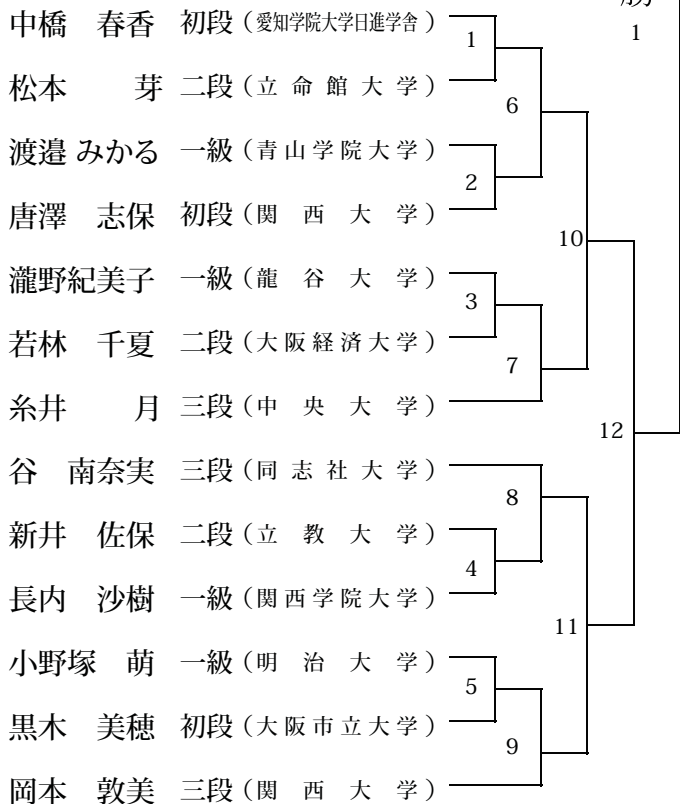 勝
1
中橋 春香 初段（愛知学院大学日進学舎）
1
松本 芽 二段（立命館大学）
6
渡邉 みかる 一級（青山学院大学）
2
唐澤 志保 初段（関西大学）
10
瀧野紀美子 一級（龍谷大学）
3
若林 千夏 二段（大阪経済大学）
7
糸井 月 三段（中央大学）
12
谷 南奈実 三段（同志社大学）
8
新井 佐保 二段（立教大学）
4
長内 沙樹 一級（関西学院大学）
11
小野塚 萌 一級（明治大学）
5
黒木 美穂 初段（大阪市立大学）
9
岡本 敦美 三段（関西大学）